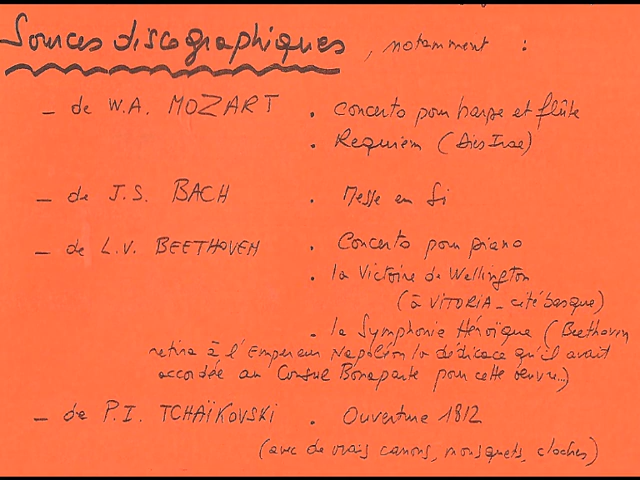 Sources discographiques, notamment :
– de W.A. MOZART . Concerto pour harpe et flûte
. Requiem (Dies Irae)
– de J.S. BACH . Messe en Si
– de L.V. BEETHOVEN . Concerto pour piano
. la Victoire de Wellington
(à VITORIA – cité basque)
– la Symphonie Héroïque (Beethoven
retira à l'Empereur Napoléon la dédicace qu'il avait
accordée au Consul Bonaparte pour cette œuvre...)
– de P.I. TCHAÏKOVSKI . Ouverture 1812
(avec de vrais canons, mousquets, cloches)